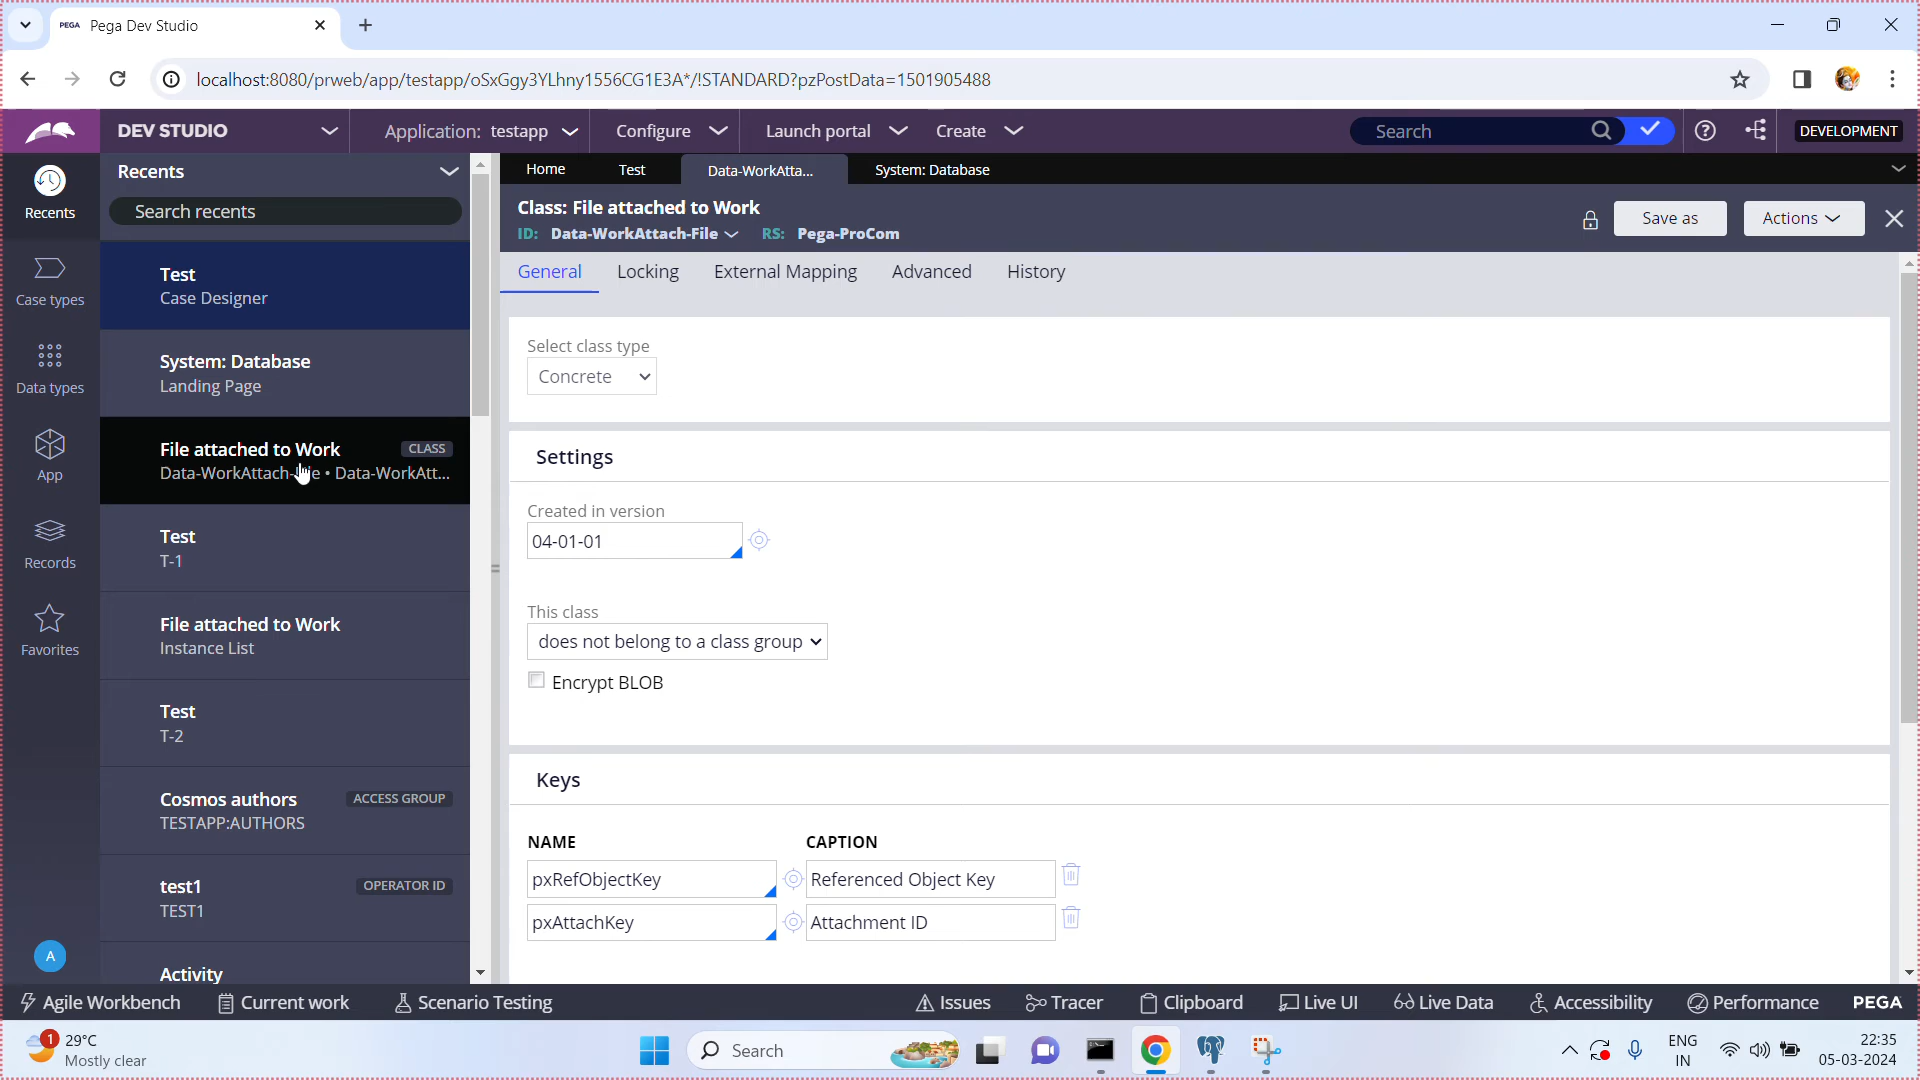 PEGA Pega Dev Studio
localhost:8080/prweb/app/testapp/oSxGgy3YLhny1556CG1E3A*/!STANDARD?pzPostData=1501905488
DEV STUDIO
Application: testapp
Configure
Launch portal
Create
Search
DEVELOPMENT
Recents
Case types
Data types
App
Records
Favorites
A
Recents
Search recents
Test
Case Designer
System: Database
Landing Page
File attached to Work CLASS
Data-WorkAttach-File • Data-WorkAtt...
Test
T-1
File attached to Work
Instance List
Test
T-2
Cosmos authors ACCESS GROUP
TESTAPP:AUTHORS
test1 OPERATOR ID
TEST1
Activity
Home Test Data-WorkAtta... System: Database
Class: File attached to Work
ID: Data-WorkAttach-File RS: Pega-ProCom
Save as
Actions
General Locking External Mapping Advanced History
Select class type
Concrete
Settings
Created in version
04-01-01
This class
does not belong to a class group
Encrypt BLOB
Keys
NAME CAPTION
pxRefObjectKey Referenced Object Key
pxAttachKey Attachment ID
Agile Workbench Current work Scenario Testing Issues Tracer Clipboard Live UI Live Data Accessibility Performance PEGA
1
29°C
Mostly clear
Search
ENG
IN
22:35
05-03-2024